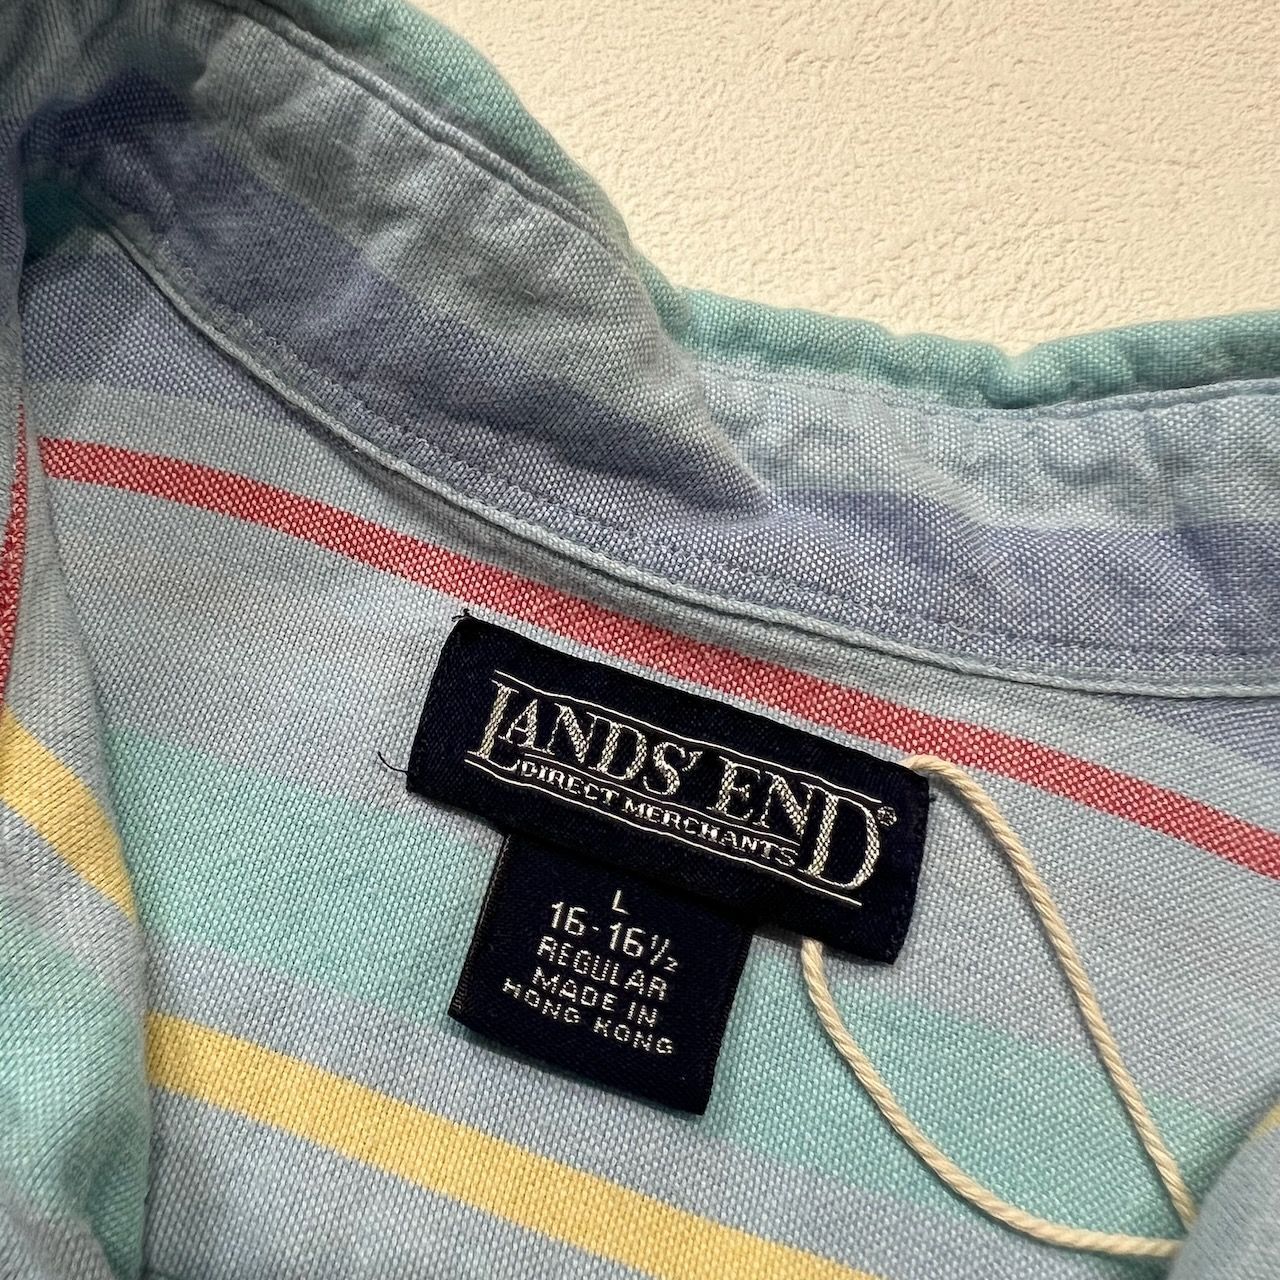 LANDS' END®
DIRECT MERCHANTS
L
16-16½
REGULAR
MADE IN
HONG KONG